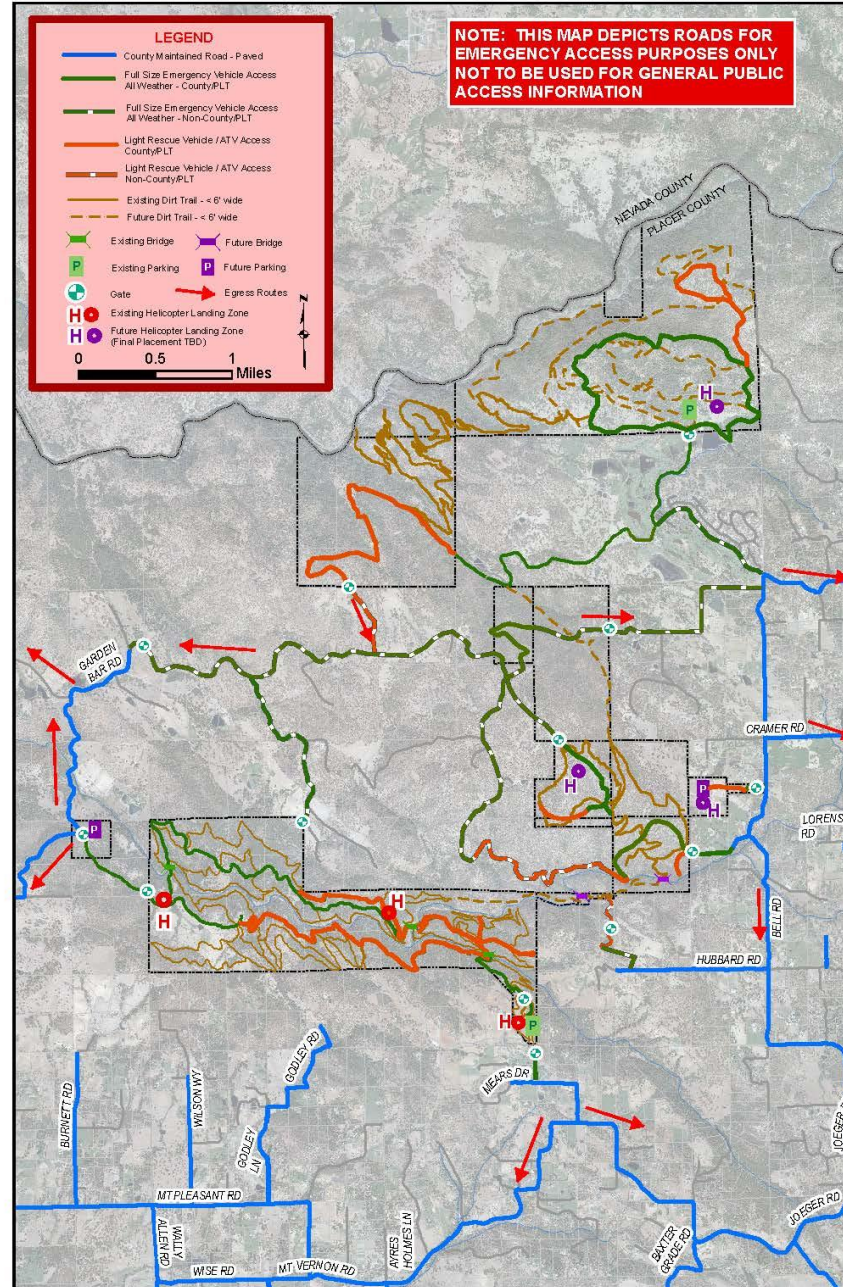 LEGEND
County Maintained Road - Paved
Full Size Emergency Vehicle Access
All Weather - County/PLT
Full Size Emergency Vehicle Access
All Weather - Non-County/PLT
Light Rescue Vehicle / ATV Access
County/PLT
Light Rescue Vehicle / ATV Access
Non-County/PLT
Existing Dirt Trail - < 6' wide
Future Dirt Trail - < 6' wide
Existing Bridge
Future Bridge
P
Existing Parking
P
Future Parking
Gate
Egress Routes
H
Existing Helicopter Landing Zone
H
Future Helicopter Landing Zone
(Final Placement TBD)
N
0
0.5
1
Miles
NOTE: THIS MAP DEPICTS ROADS FOR
EMERGENCY ACCESS PURPOSES ONLY
NOT TO BE USED FOR GENERAL PUBLIC
ACCESS INFORMATION
NEVADA COUNTY
PLACER COUNTY
H
P
GARDEN
BAR RD
CRAMER RD
H
P
H
LORENS
RD
P
H
H
BELL RD
HUBBARD RD
H
P
MEARS DR
GODLEY RD
BURNETT RD
WILSON WY
GODLEY
LN
JOEGER
MT PLEASANT RD
WALLY
ALLEN RD
WISE RD
MT VERNON RD
AYRES
HOLMES LN
BAXTER
GRADE RD
JOEGER RD